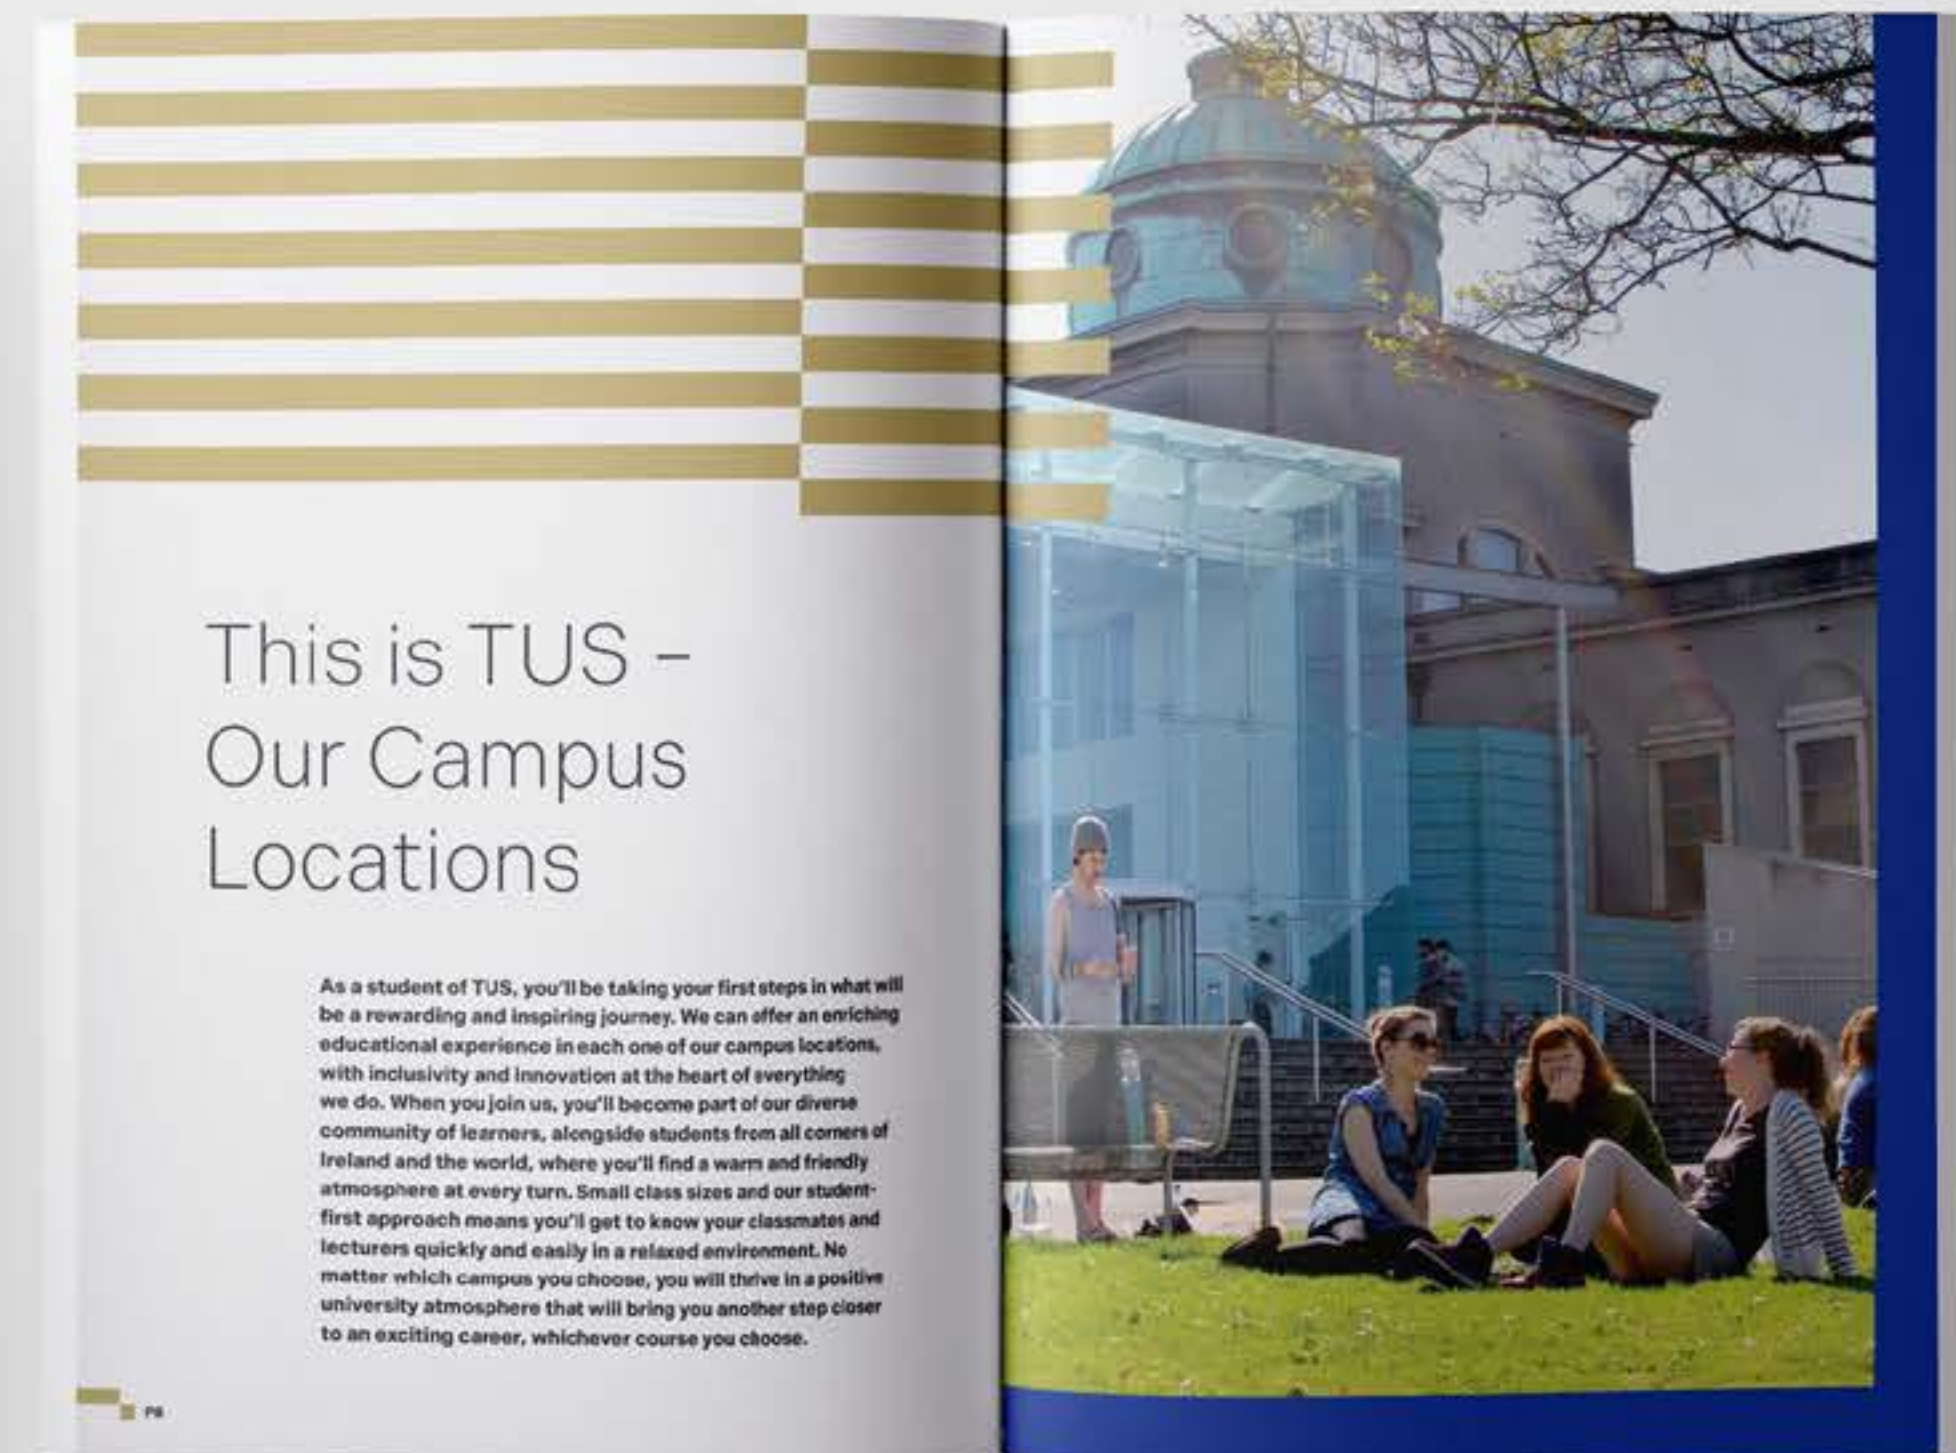 This is TUS –
Our Campus
Locations
As a student of TUS, you'll be taking your first steps in what will
be a rewarding and inspiring journey. We can offer an enriching
educational experience in each one of our campus locations,
with inclusivity and innovation at the heart of everything
we do. When you join us, you'll become part of our diverse
community of learners, alongside students from all corners of
Ireland and the world, where you'll find a warm and friendly
atmosphere at every turn. Small class sizes and our student-
first approach means you'll get to know your classmates and
lecturers quickly and easily in a relaxed environment. No
matter which campus you choose, you will thrive in a positive
university atmosphere that will bring you another step closer
to an exciting career, whichever course you choose.